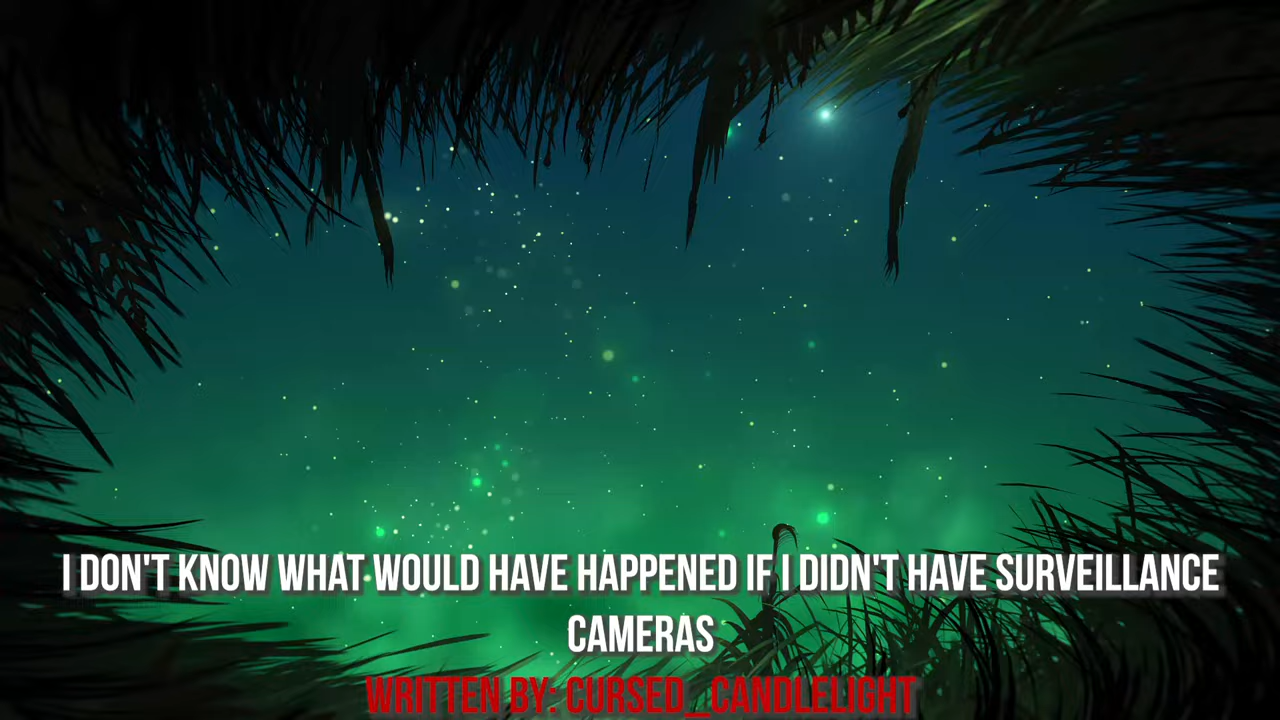 I DON'T KNOW WHAT WOULD HAVE HAPPENED IF I DIDN'T HAVE SURVEILLANCE
CAMERAS
WRITTEN BY: CURSED_CANDLELIGHT